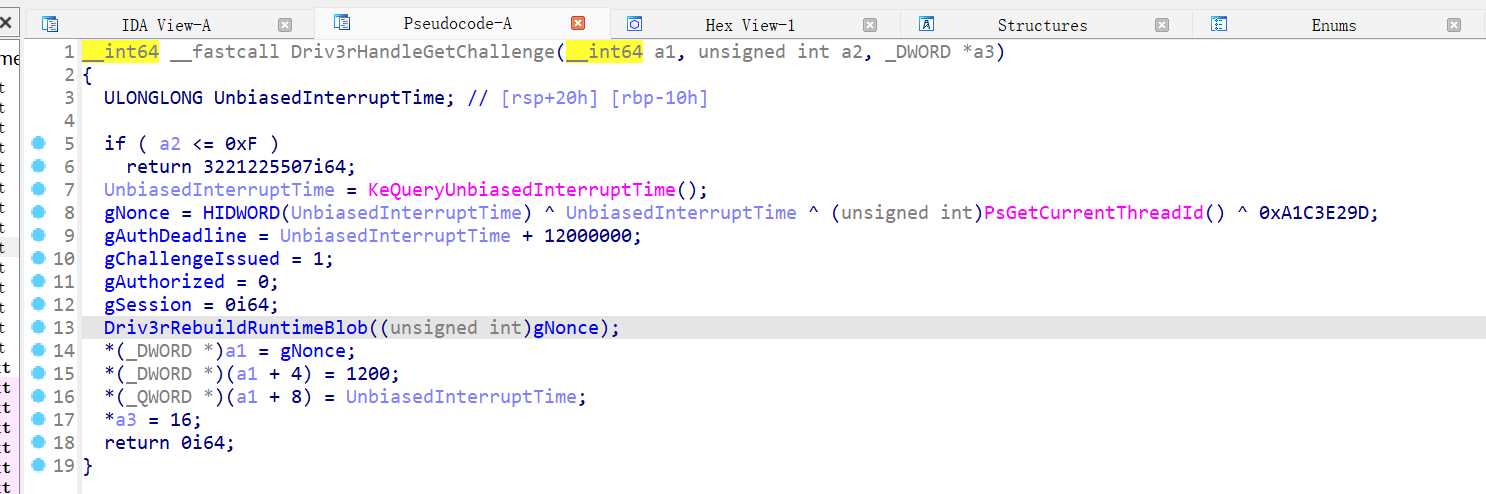 IDA View-A Pseudocode-A Hex View-1 Structures Enums
1 __int64 __fastcall Driv3rHandleGetChallenge(__int64 a1, unsigned int a2, _DWORD *a3)
2 {
3 ULONGLONG UnbiasedInterruptTime; // [rsp+20h] [rbp-10h]
4
5 if ( a2 <= 0xF )
6 return 3221225507i64;
7 UnbiasedInterruptTime = KeQueryUnbiasedInterruptTime();
8 gNonce = HIDWORD(UnbiasedInterruptTime) ^ UnbiasedInterruptTime ^ (unsigned int)PsGetCurrentThreadId() ^ 0xA1C3E29D;
9 gAuthDeadline = UnbiasedInterruptTime + 12000000;
10 gChallengeIssued = 1;
11 gAuthorized = 0;
12 gSession = 0i64;
13 Driv3rRebuildRuntimeBlob((unsigned int)gNonce);
14 *(_DWORD *)a1 = gNonce;
15 *(_DWORD *)(a1 + 4) = 1200;
16 *(_QWORD *)(a1 + 8) = UnbiasedInterruptTime;
17 *a3 = 16;
18 return 0i64;
19 }